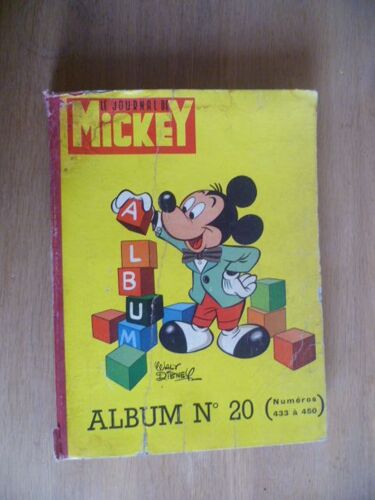 LE JOURNAL DE
MiCKEY
A
L
B
U
M
WALT
DISNEY
ALBUM N° 20 (Numéros
433 à 450)